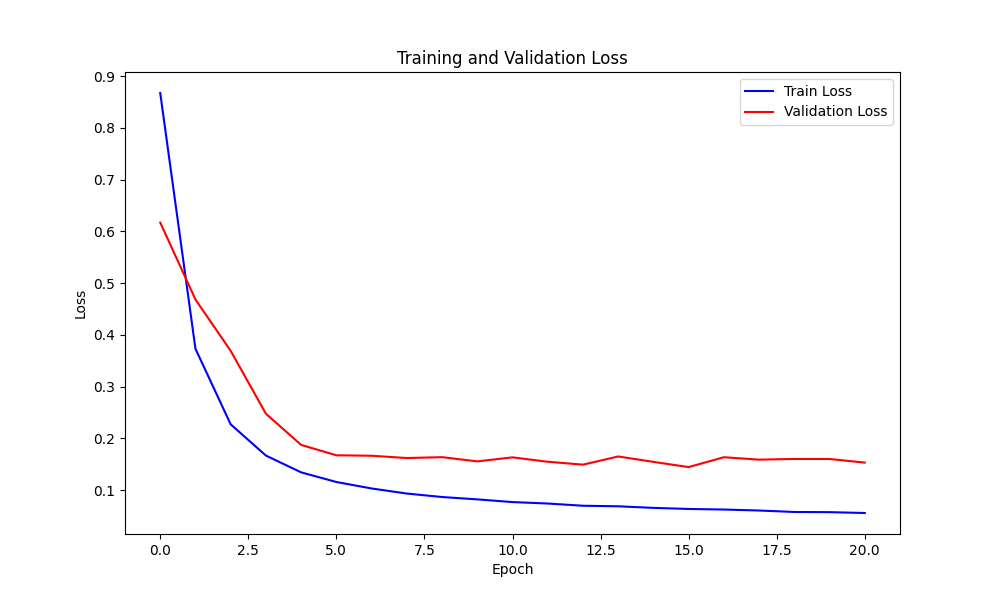 Training and Validation Loss
Train Loss
Validation Loss
0.9
0.8
0.7
0.6
0.5
0.4
0.3
0.2
0.1
Loss
0.0 2.5 5.0 7.5 10.0 12.5 15.0 17.5 20.0
Epoch